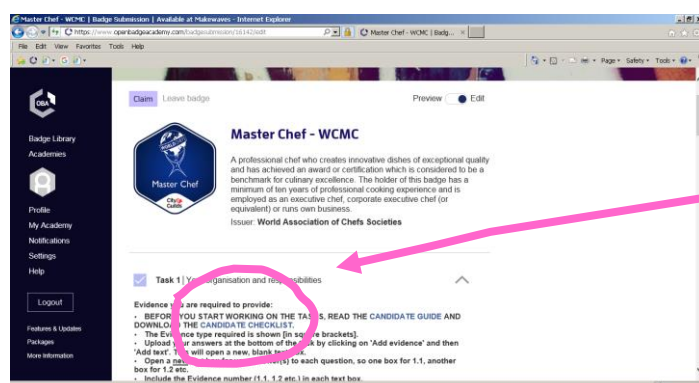 Master Chef - WCMC | Badge Submission | Available at Makewaves - Internet Explorer
https://www.openbadgeacademy.com/badgesubmission/16142/edit
Master Chef - WCMC | Badg...
File Edit View Favorites Tools Help
Page Safety Tools
Claim Leave badge Preview Edit
OBA
Badge Library
Academies
Profile
My Academy
Notifications
Settings
Help
Logout
Features & Updates
Packages
More Information
Master Chef
City & Guilds
Master Chef - WCMC
A professional chef who creates innovative dishes of exceptional quality
and has achieved an award or certification which is considered to be a
benchmark for culinary excellence. The holder of this badge has a
minimum of ten years of professional cooking experience and is
employed as an executive chef, corporate executive chef (or
equivalent) or runs own business.
Issuer: World Association of Chefs Societies
Task 1 | organisation and responsibilities
Evidence you are required to provide:
· BEFORE YOU START WORKING ON THE TASKS, READ THE CANDIDATE GUIDE AND
DOWNLOAD THE CANDIDATE CHECKLIST.
· The Evidence type required is shown [in square brackets].
· Upload your answers at the bottom of the task by clicking on 'Add evidence' and then
'Add text'. This will open a new, blank text box.
· Open a new text box for your answer(s) to each question, so one box for 1.1, another
box for 1.2 etc.
· Include the Evidence number (1.1, 1.2 etc.) in each text box.